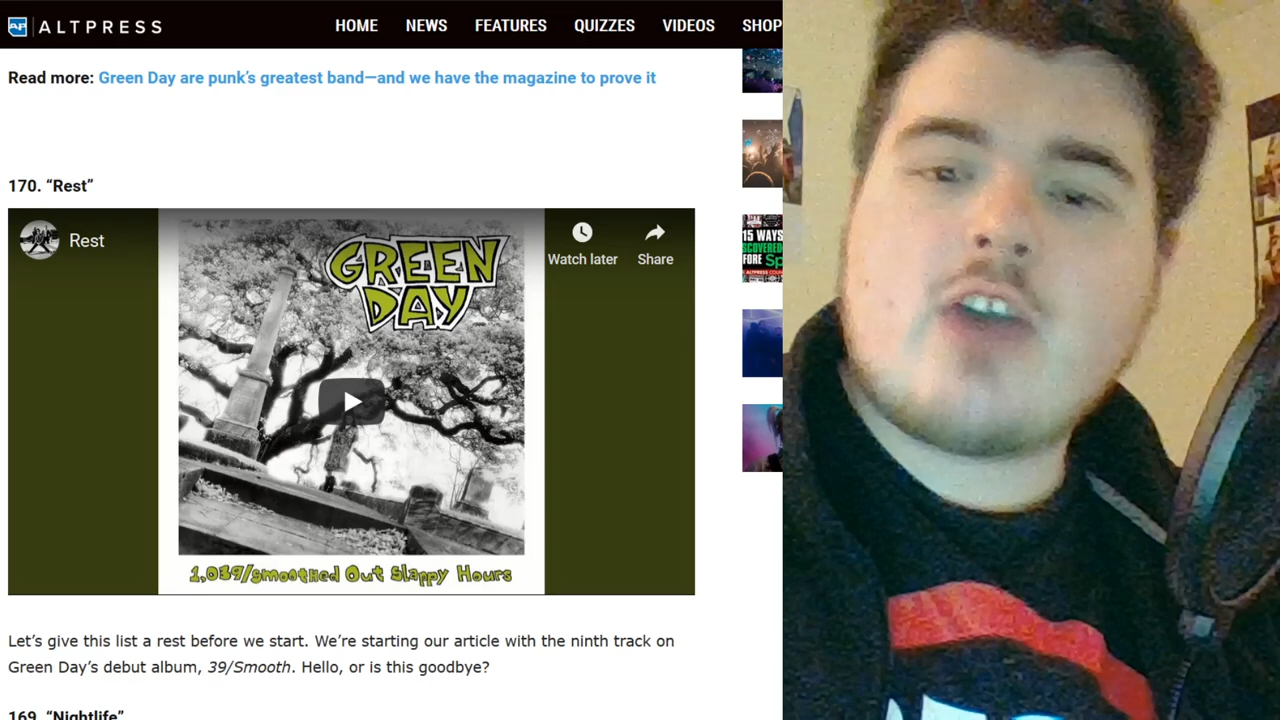 AP ALTPRESS
HOME NEWS FEATURES QUIZZES VIDEOS SHOP
Read more: Green Day are punk’s greatest band—and we have the magazine to prove it
170. “Rest”
Rest
Watch later
Share
GREEN
DAY
1,039/Smoothed Out Slappy Hours
15 WAYS
Let’s give this list a rest before we start. We’re starting our article with the ninth track on
Green Day’s debut album, 39/Smooth. Hello, or is this goodbye?
169. “Nightlife”